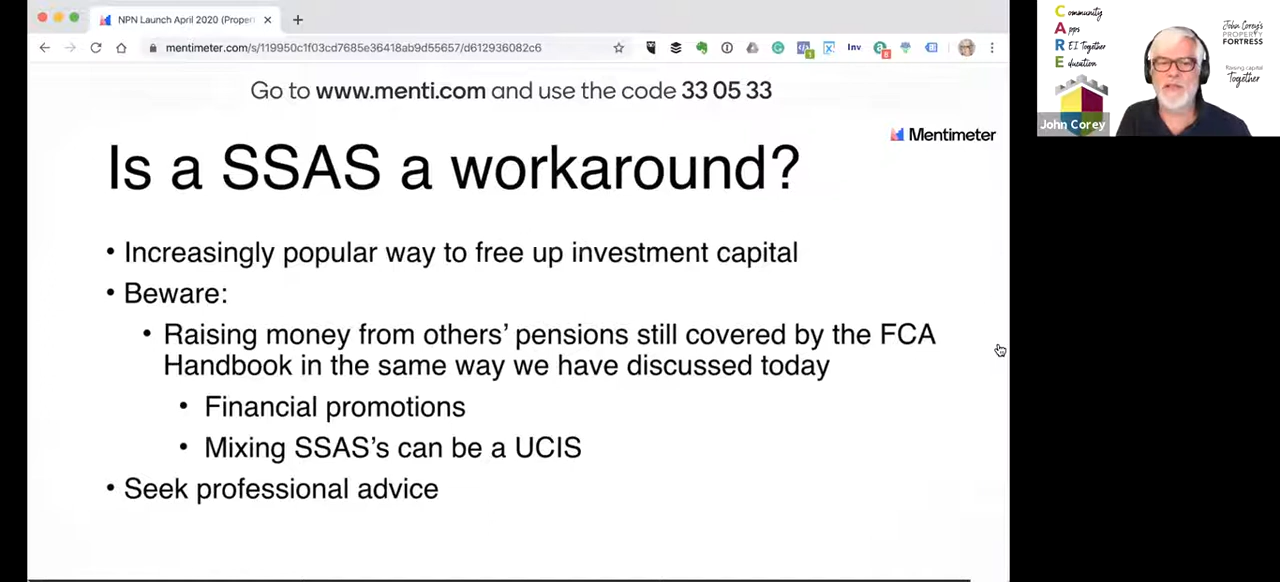 NPN Launch April 2020 (Proper
mentimeter.com/s/119950c1f03cd7685e36418ab9d55657/d612936082c6
Inv
Go to www.menti.com and use the code 33 05 33
Mentimeter
Is a SSAS a workaround?
• Increasingly popular way to free up investment capital
• Beware:
• Raising money from others' pensions still covered by the FCA
Handbook in the same way we have discussed today
• Financial promotions
• Mixing SSAS's can be a UCIS
• Seek professional advice
Community
Apps
REI Together
Education
John Corey's
PROPERTY
FORTRESS
Raising capital
Together
John Corey